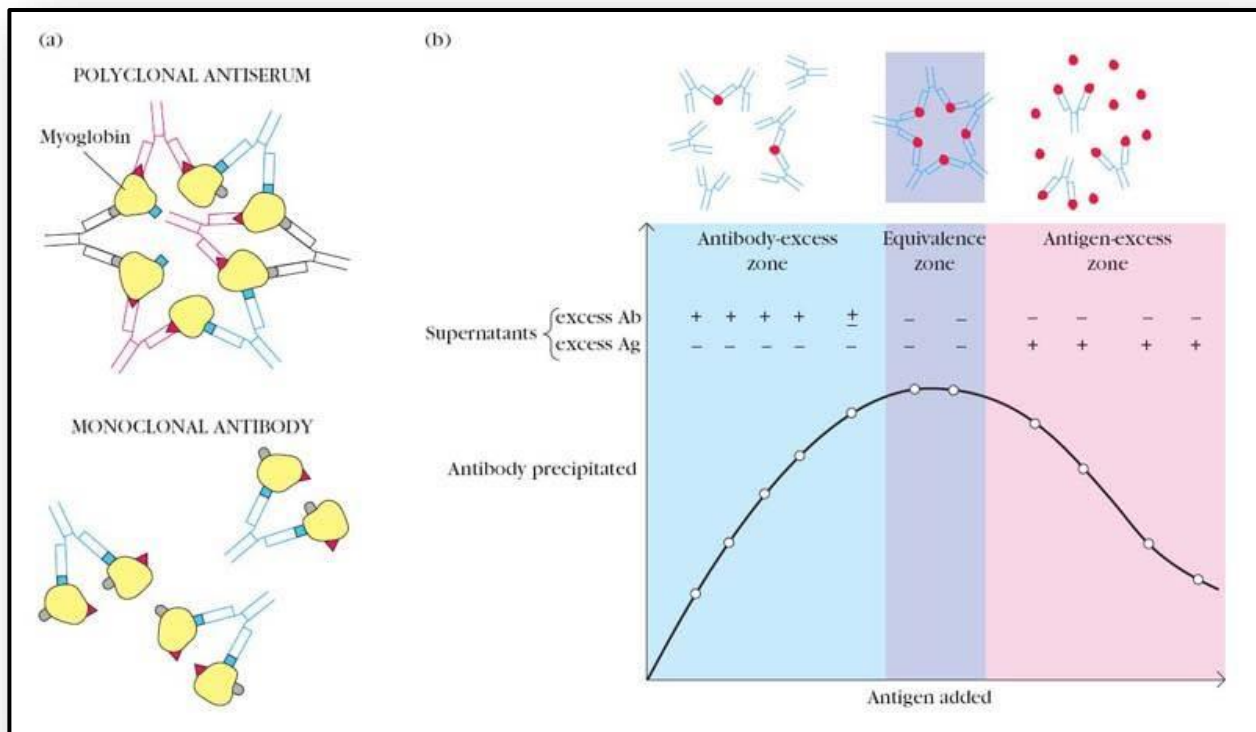 (a)
POLYCLONAL ANTISERUM
Myoglobin
MONOCLONAL ANTIBODY
(b)
Antibody-excess
zone
Equivalence
zone
Antigen-excess
zone
Supernatants { excess Ab + + + + ± – – – – – –
excess Ag – – – – – – – + + + +
Antibody precipitated
Antigen added